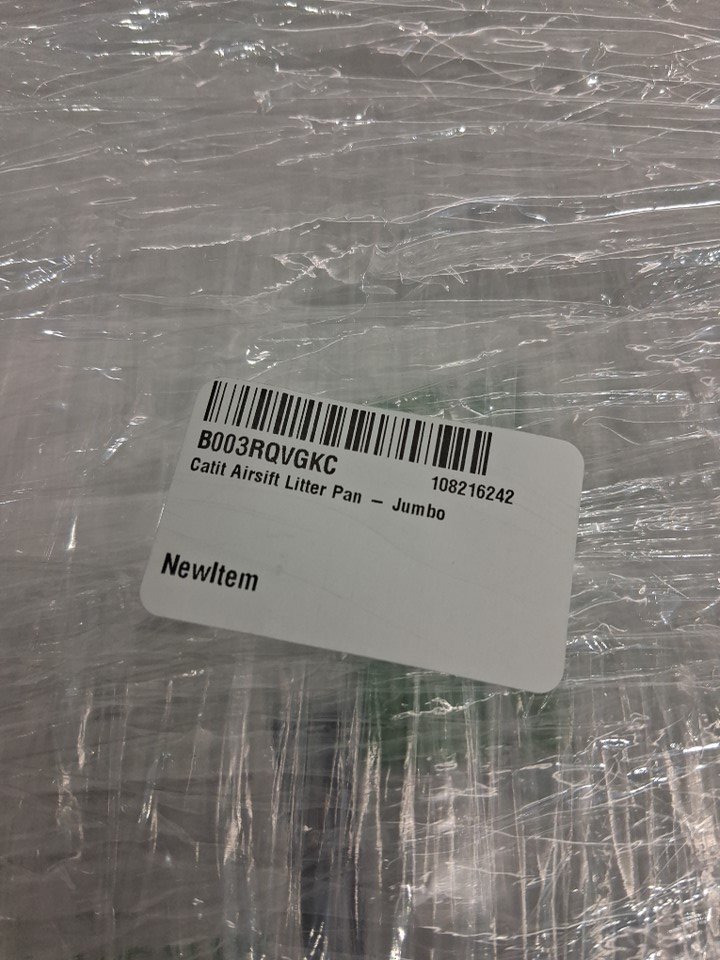 B003RQVGKC
108216242
Catit Airsift Litter Pan – Jumbo
NewItem